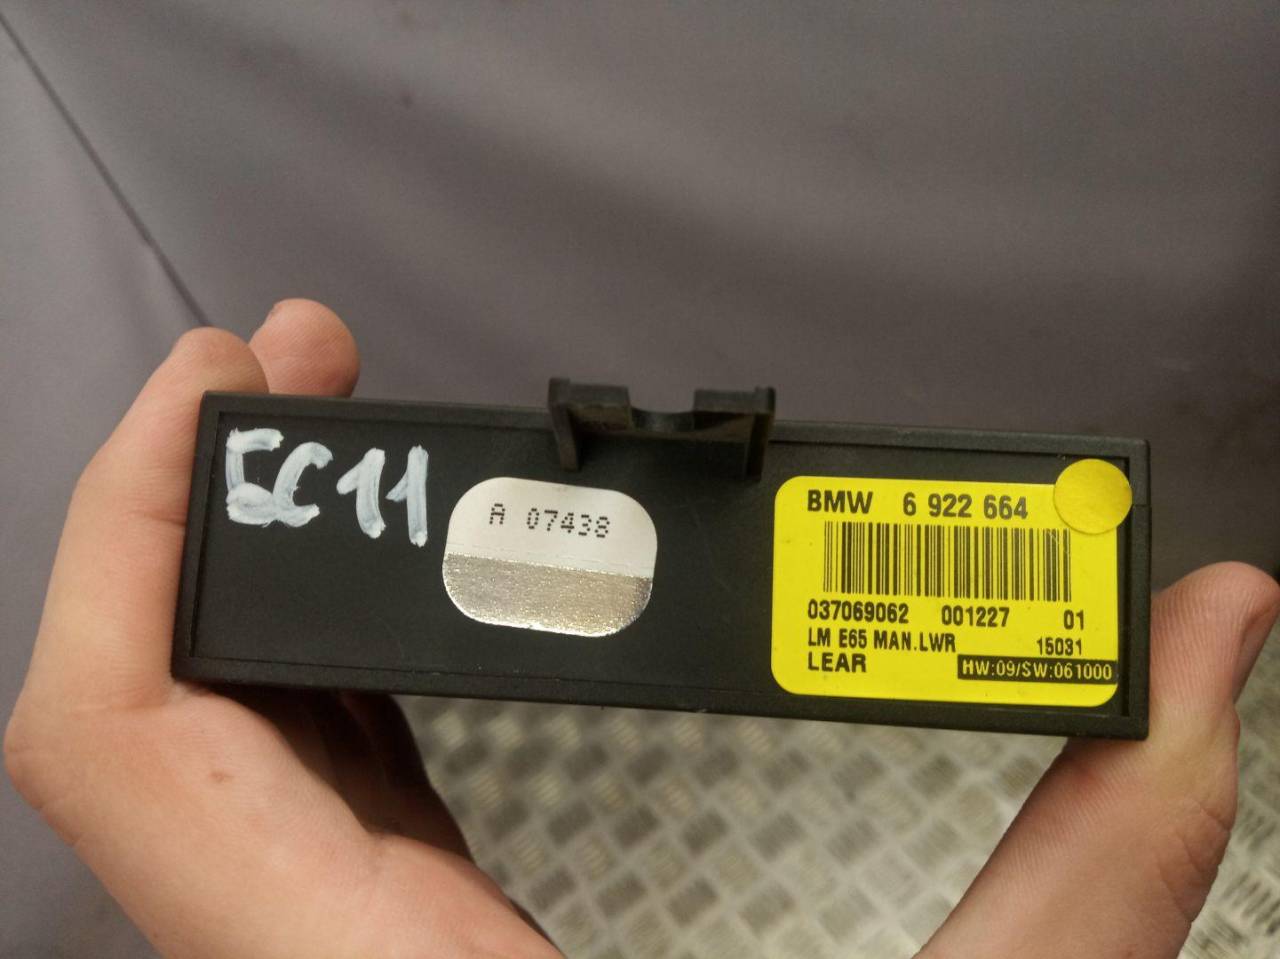 EC11
A 07438
BMW 6 922 664
037069062 001227 01
LM E65 MAN.LWR 15031
LEAR HW:09/SW:061000